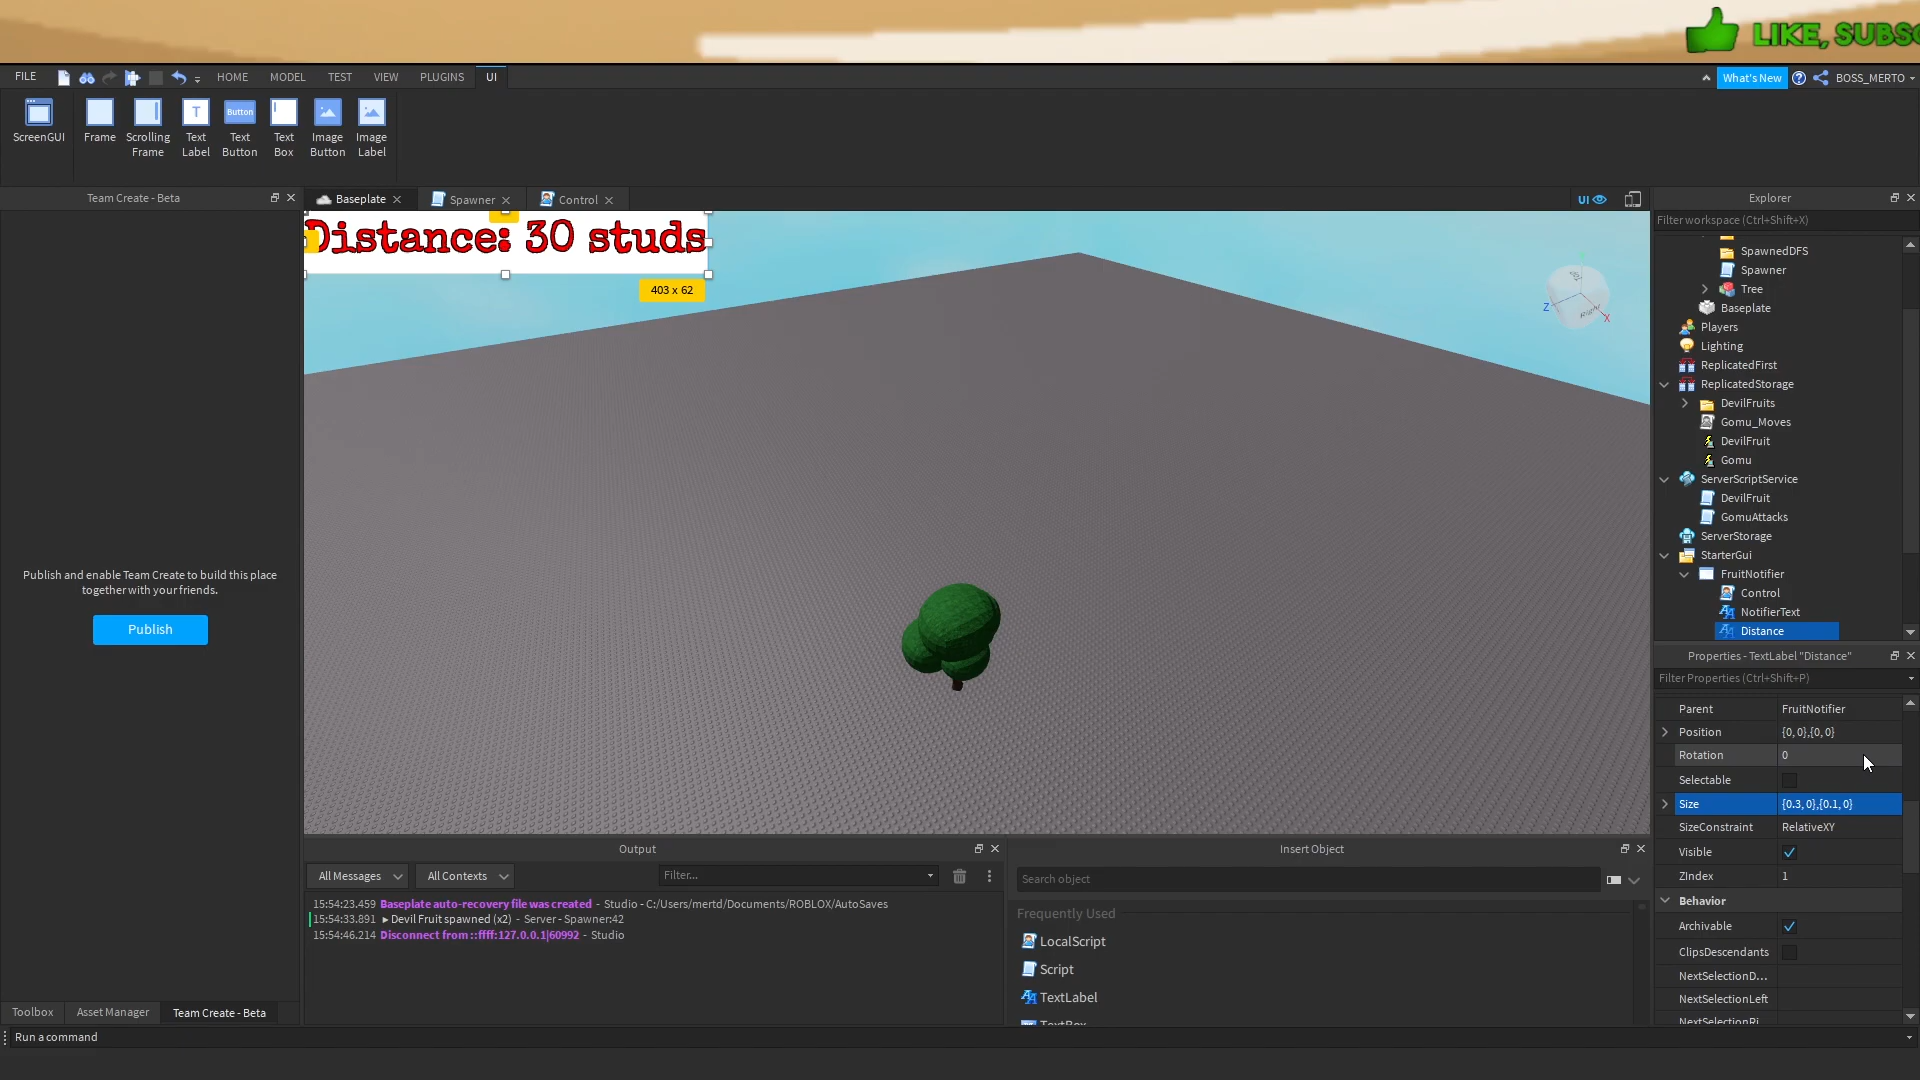 LIKE, SUBSC
FILE
HOME
MODEL
TEST
VIEW
PLUGINS
UI
What's New
BOSS_MERTO
ScreenGUI
Frame
Scrolling
Frame
Text
Label
Button
Text
Button
Text
Box
Image
Button
Image
Label
Team Create - Beta
Baseplate
Spawner
Control
UI
Explorer
Filter workspace (Ctrl+Shift+X)
Distance: 30 studs
403 x 62
Z
X
SpawnedDFS
Spawner
Tree
Baseplate
Players
Lighting
ReplicatedFirst
ReplicatedStorage
DevilFruits
Gomu_Moves
DevilFruit
Gomu
ServerScriptService
DevilFruit
GomuAttacks
ServerStorage
StarterGui
FruitNotifier
Control
NotifierText
Distance
Publish and enable Team Create to build this place
together with your friends.
Publish
Properties - TextLabel "Distance"
Filter Properties (Ctrl+Shift+P)
Parent FruitNotifier
Position {0, 0},{0, 0}
Rotation 0
Selectable
Size {0.3, 0},{0.1, 0}
SizeConstraint RelativeXY
Visible
ZIndex 1
Behavior
Archivable
ClipsDescendants
NextSelectionD...
NextSelectionLeft
NextSelectionRi...
Output
All Messages
All Contexts
Filter...
15:54:23.459 Baseplate auto-recovery file was created - Studio - C:/Users/mertd/Documents/ROBLOX/AutoSaves
15:54:33.891 ▸ Devil Fruit spawned (x2) - Server - Spawner:42
15:54:46.214 Disconnect from ::ffff:127.0.0.1|60992 - Studio
Insert Object
Search object
Frequently Used
LocalScript
Script
TextLabel
TextBox
Toolbox
Asset Manager
Team Create - Beta
Run a command